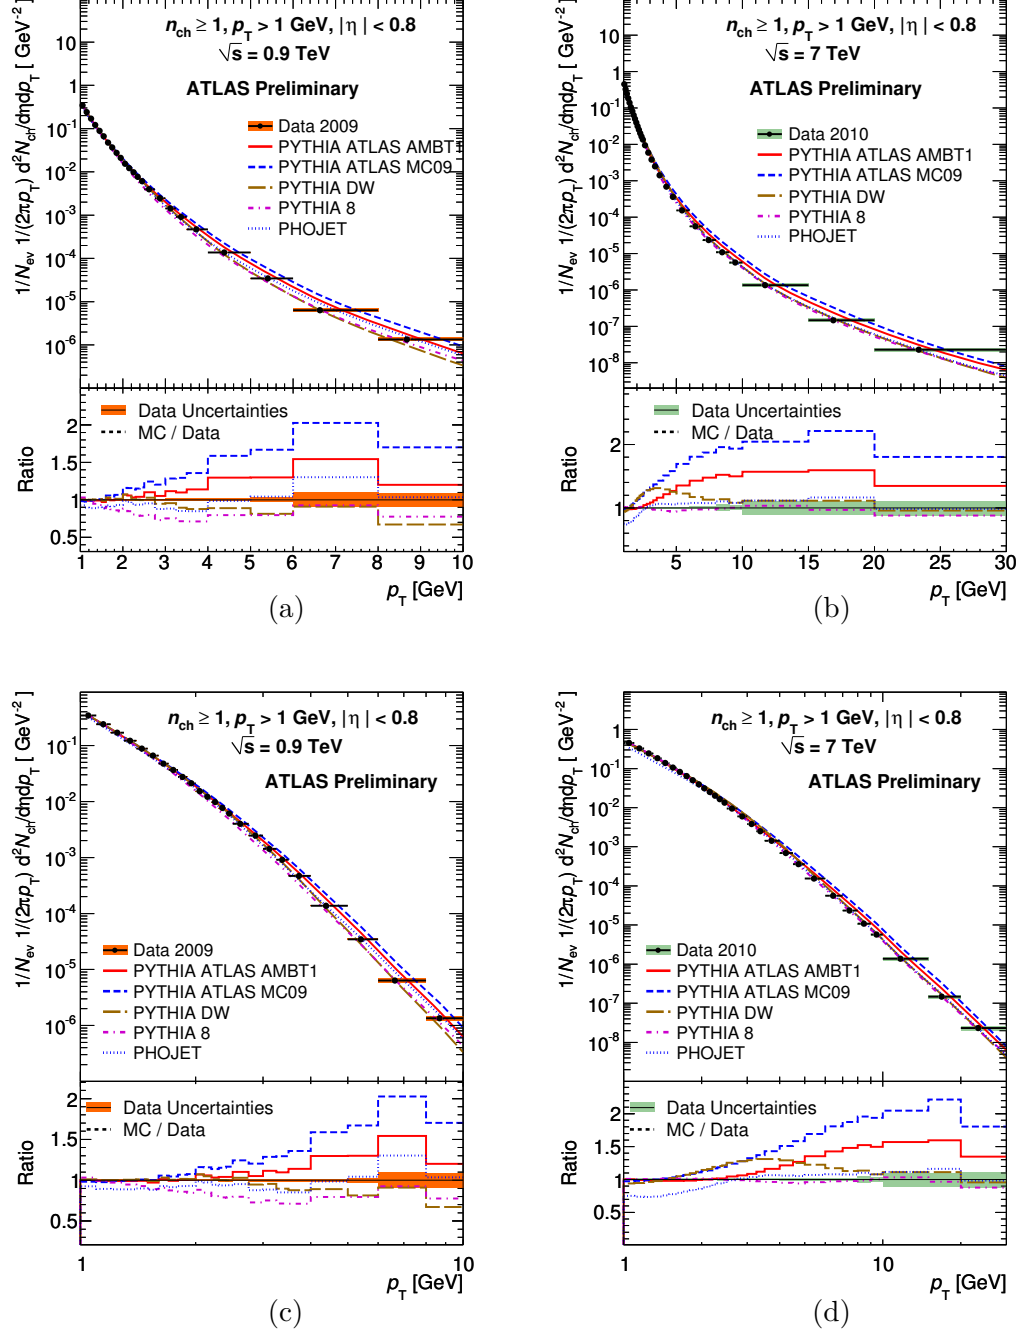 n_ch ≥ 1, p_T > 1 GeV, |η| < 0.8
√s = 0.9 TeV
ATLAS Preliminary
Data 2009
PYTHIA ATLAS AMBT1
PYTHIA ATLAS MC09
PYTHIA DW
PYTHIA 8
PHOJET
1/N_ev 1/(2πp_T) d²N_ch/dηdp_T [ GeV⁻² ]
10
1
10⁻¹
10⁻²
10⁻³
10⁻⁴
10⁻⁵
10⁻⁶
Data Uncertainties
MC / Data
Ratio
2
1.5
1
0.5
1 2 3 4 5 6 7 8 9 10
p_T [GeV]
(a)
n_ch ≥ 1, p_T > 1 GeV, |η| < 0.8
√s = 7 TeV
ATLAS Preliminary
Data 2010
PYTHIA ATLAS AMBT1
PYTHIA ATLAS MC09
PYTHIA DW
PYTHIA 8
PHOJET
1/N_ev 1/(2πp_T) d²N_ch/dηdp_T [ GeV⁻² ]
10
1
10⁻¹
10⁻²
10⁻³
10⁻⁴
10⁻⁵
10⁻⁶
10⁻⁷
10⁻⁸
Data Uncertainties
MC / Data
Ratio
2
1
5 10 15 20 25 30
p_T [GeV]
(b)
n_ch ≥ 1, p_T > 1 GeV, |η| < 0.8
√s = 0.9 TeV
ATLAS Preliminary
1/N_ev 1/(2πp_T) d²N_ch/dηdp_T [ GeV⁻² ]
10⁻¹
10⁻²
10⁻³
10⁻⁴
10⁻⁵
10⁻⁶
Data 2009
PYTHIA ATLAS AMBT1
PYTHIA ATLAS MC09
PYTHIA DW
PYTHIA 8
PHOJET
Data Uncertainties
MC / Data
Ratio
2
1.5
1
0.5
1 10
p_T [GeV]
(c)
n_ch ≥ 1, p_T > 1 GeV, |η| < 0.8
√s = 7 TeV
ATLAS Preliminary
1/N_ev 1/(2πp_T) d²N_ch/dηdp_T [ GeV⁻² ]
1
10⁻¹
10⁻²
10⁻³
10⁻⁴
10⁻⁵
10⁻⁶
10⁻⁷
10⁻⁸
Data 2010
PYTHIA ATLAS AMBT1
PYTHIA ATLAS MC09
PYTHIA DW
PYTHIA 8
PHOJET
Data Uncertainties
MC / Data
Ratio
2
1.5
1
0.5
1 10
p_T [GeV]
(d)